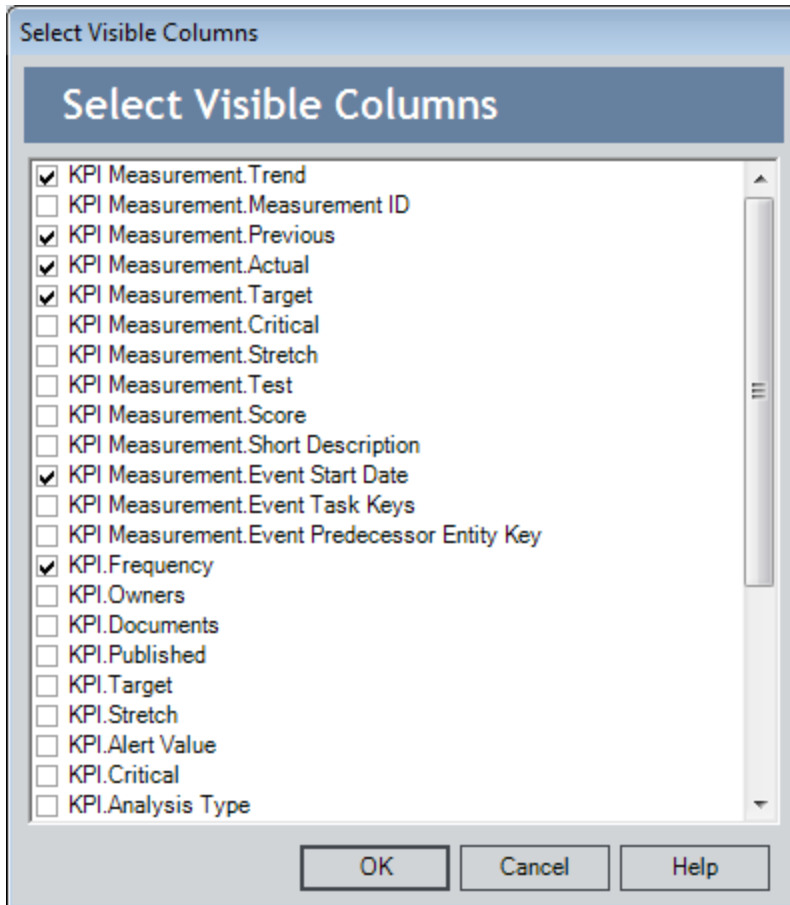 Select Visible Columns
Select Visible Columns
KPI Measurement.Trend
KPI Measurement.Measurement ID
KPI Measurement.Previous
KPI Measurement.Actual
KPI Measurement.Target
KPI Measurement.Critical
KPI Measurement.Stretch
KPI Measurement.Test
KPI Measurement.Score
KPI Measurement.Short Description
KPI Measurement.Event Start Date
KPI Measurement.Event Task Keys
KPI Measurement.Event Predecessor Entity Key
KPI.Frequency
KPI.Owners
KPI.Documents
KPI.Published
KPI.Target
KPI.Stretch
KPI.Alert Value
KPI.Critical
KPI.Analysis Type
OK Cancel Help